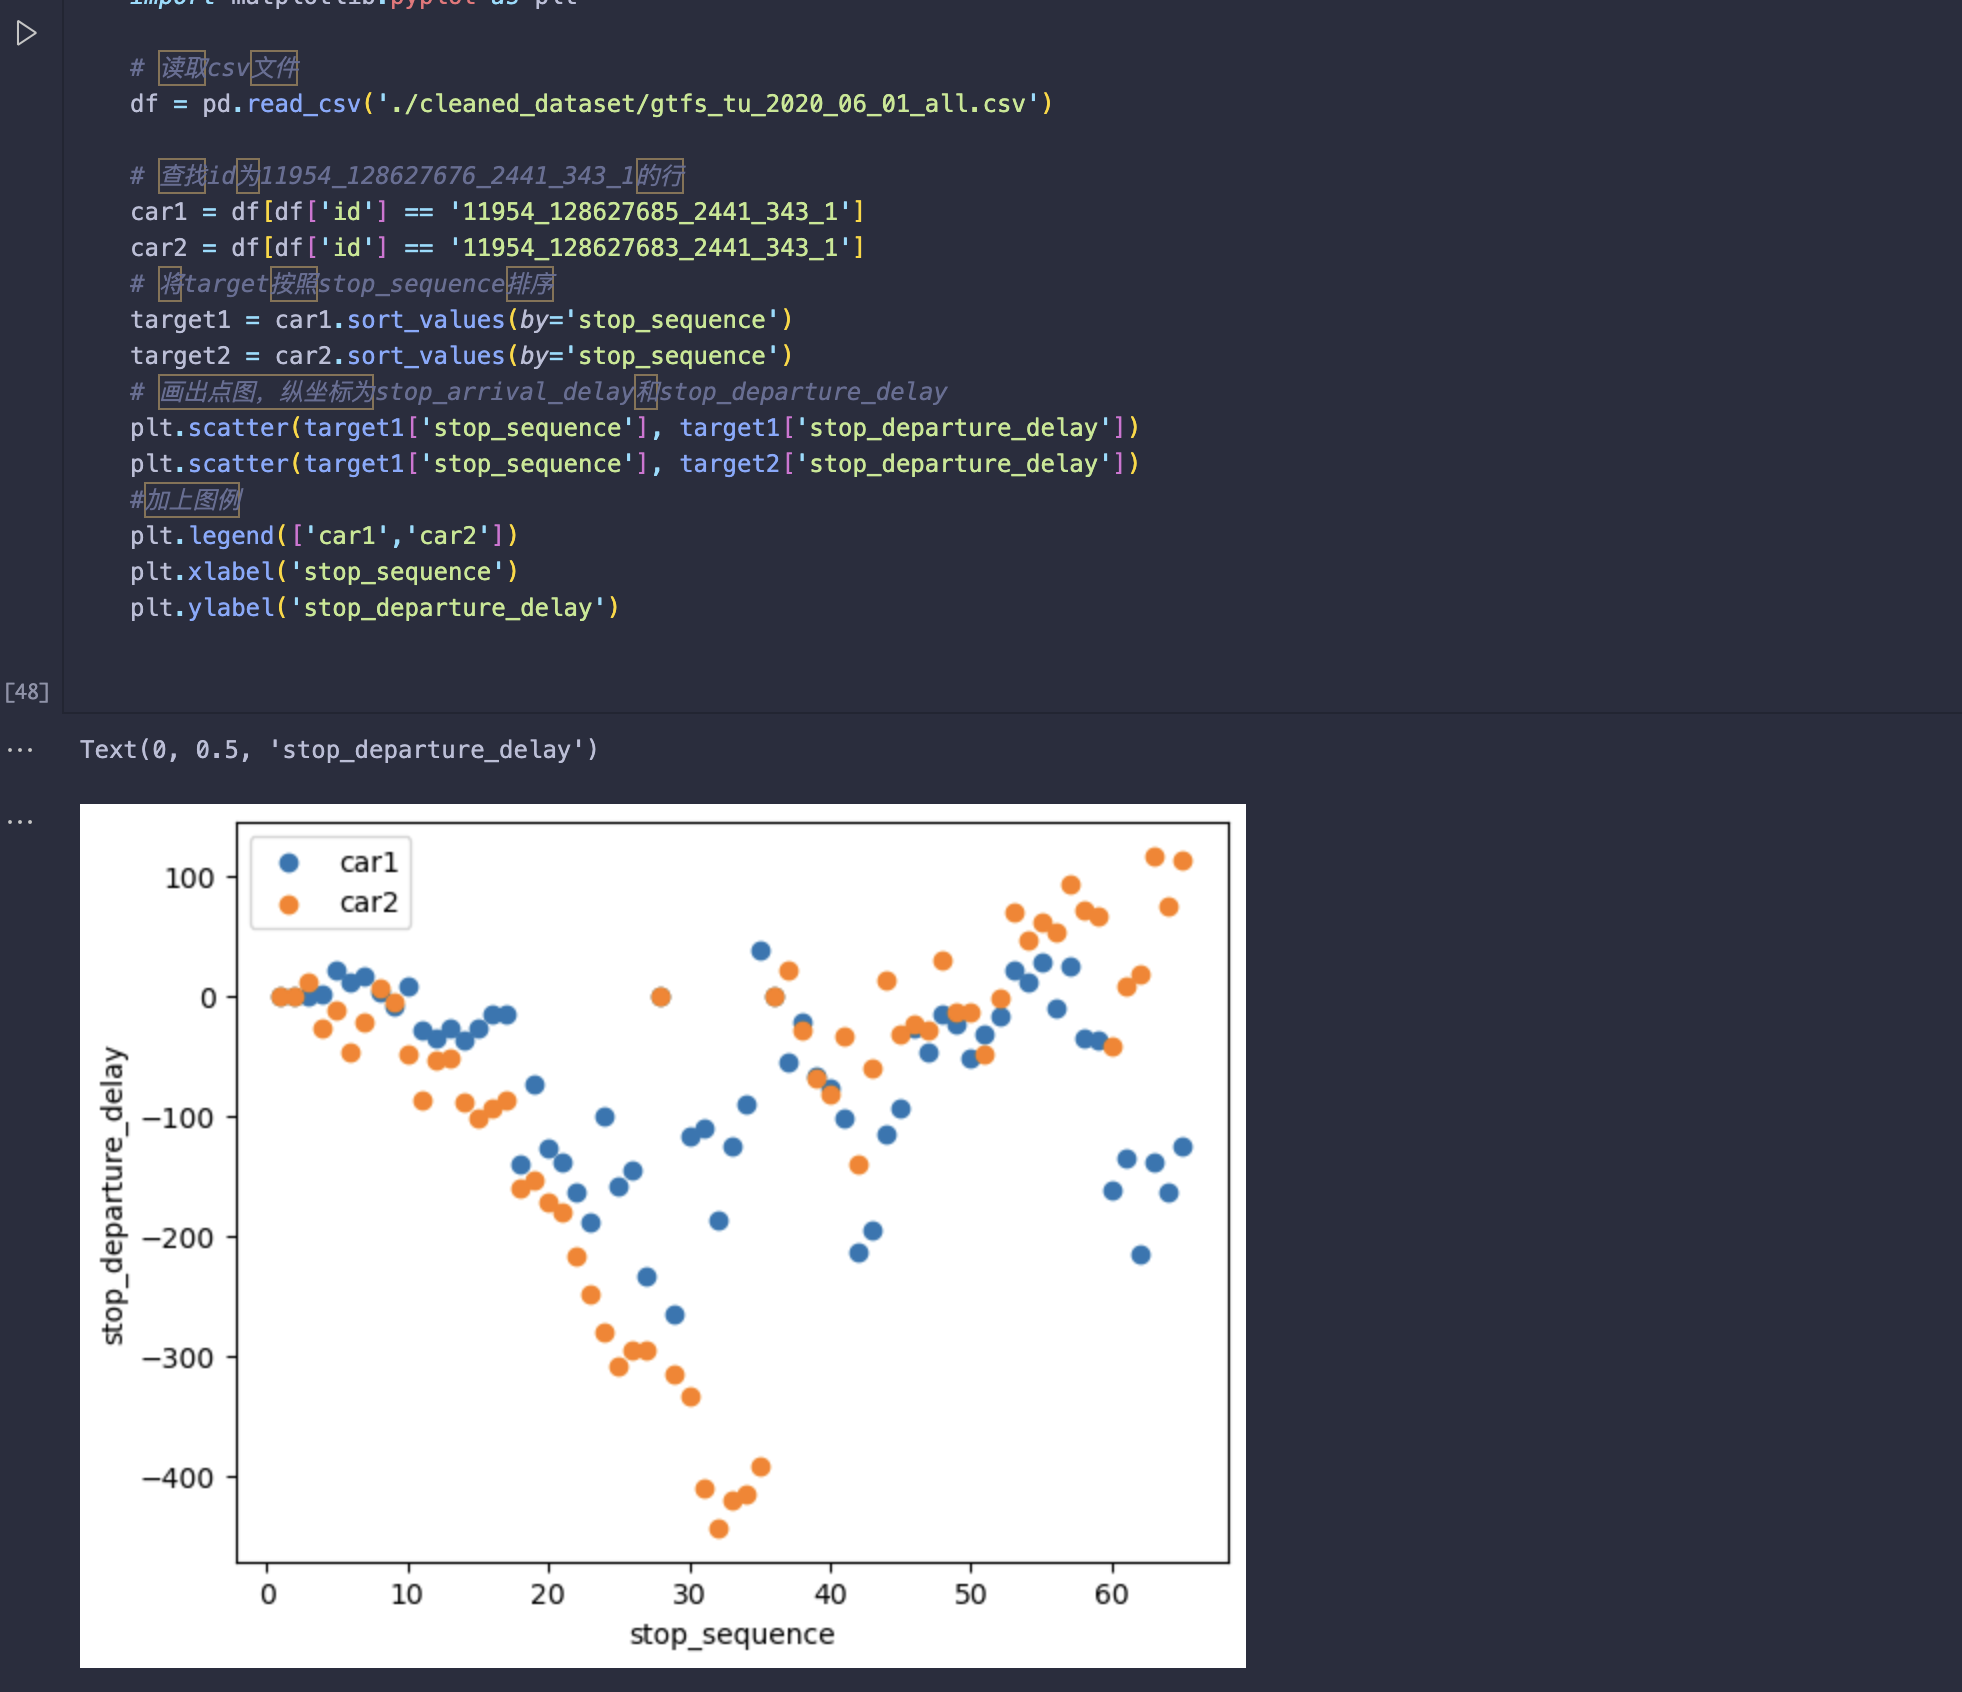 import matplotlib.pyplot as plt
# 读取csv文件
df = pd.read_csv('./cleaned_dataset/gtfs_tu_2020_06_01_all.csv')
# 查找id为11954_128627676_2441_343_1的行
car1 = df[df['id'] == '11954_128627685_2441_343_1']
car2 = df[df['id'] == '11954_128627683_2441_343_1']
# 将target按照stop_sequence排序
target1 = car1.sort_values(by='stop_sequence')
target2 = car2.sort_values(by='stop_sequence')
# 画出点图，纵坐标为stop_arrival_delay和stop_departure_delay
plt.scatter(target1['stop_sequence'], target1['stop_departure_delay'])
plt.scatter(target1['stop_sequence'], target2['stop_departure_delay'])
#加上图例
plt.legend(['car1','car2'])
plt.xlabel('stop_sequence')
plt.ylabel('stop_departure_delay')
[48]
Text(0, 0.5, 'stop_departure_delay')
car1
car2
100
0
−100
−200
−300
−400
stop_departure_delay
0 10 20 30 40 50 60
stop_sequence